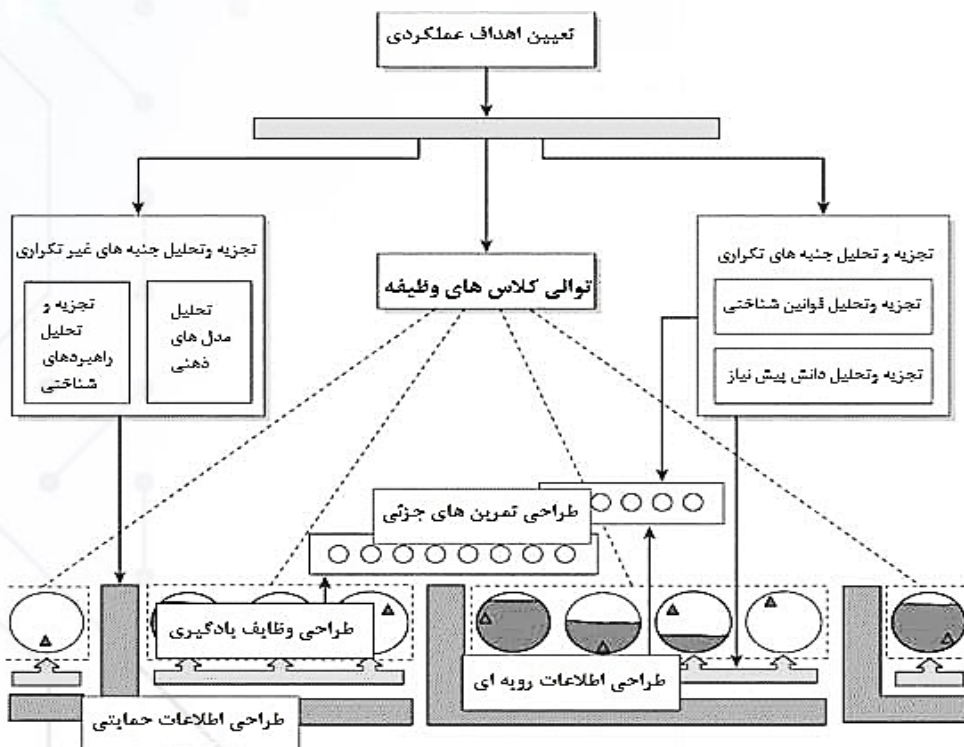 تعیین اهداف عملکردی
تجزیه و تحلیل جنبه های تکراری
تجزیه وتحلیل قوانین شناختی
تجزیه وتحلیل دانش پیش نیاز
توالی کلاس های وظیفه
تجزیه وتحلیل جنبه های غیر تکراری
تحلیل
مدل های
ذهنی
تجزیه و
تحلیل
راهبردهای
شناختی
طراحی تمرین های جزئی
طراحی وظایف یادگیری
طراحی اطلاعات رویه ای
طراحی اطلاعات حمایتی